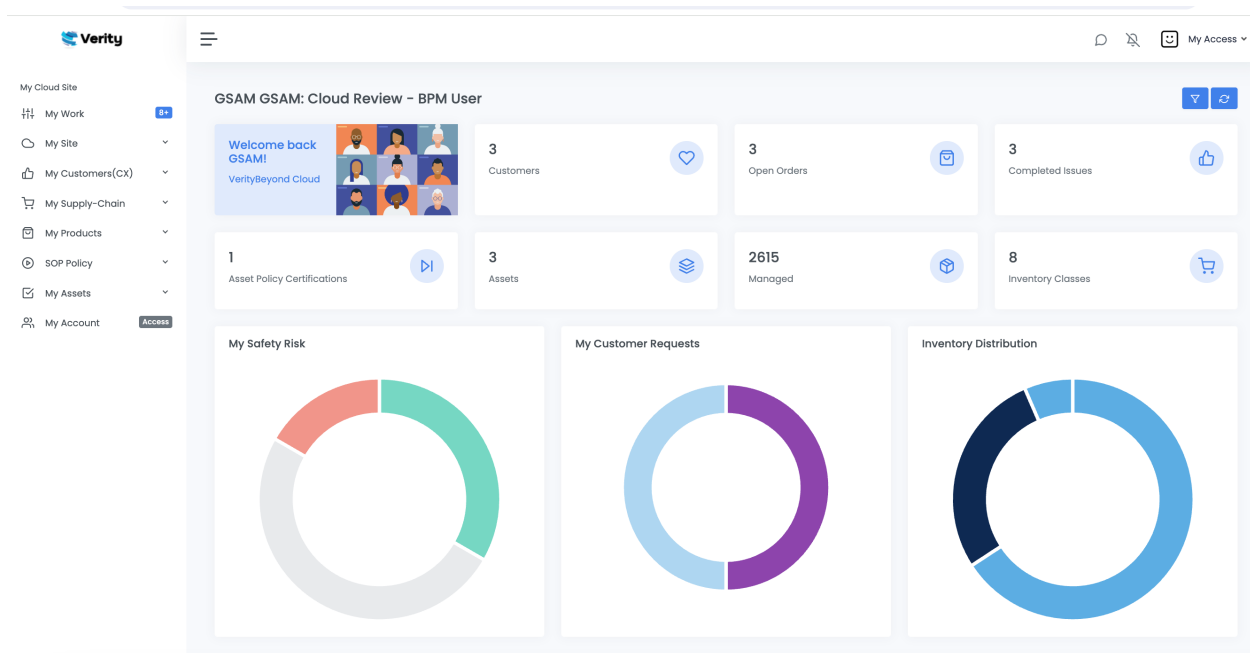 Verity
My Access
My Cloud Site
My Work
8+
My Site
My Customers(CX)
My Supply-Chain
My Products
SOP Policy
My Assets
My Account
Access
GSAM GSAM: Cloud Review - BPM User
Welcome back
GSAM!
VerityBeyond Cloud
3
Customers
3
Open Orders
3
Completed Issues
1
Asset Policy Certifications
3
Assets
2615
Managed
8
Inventory Classes
My Safety Risk
My Customer Requests
Inventory Distribution